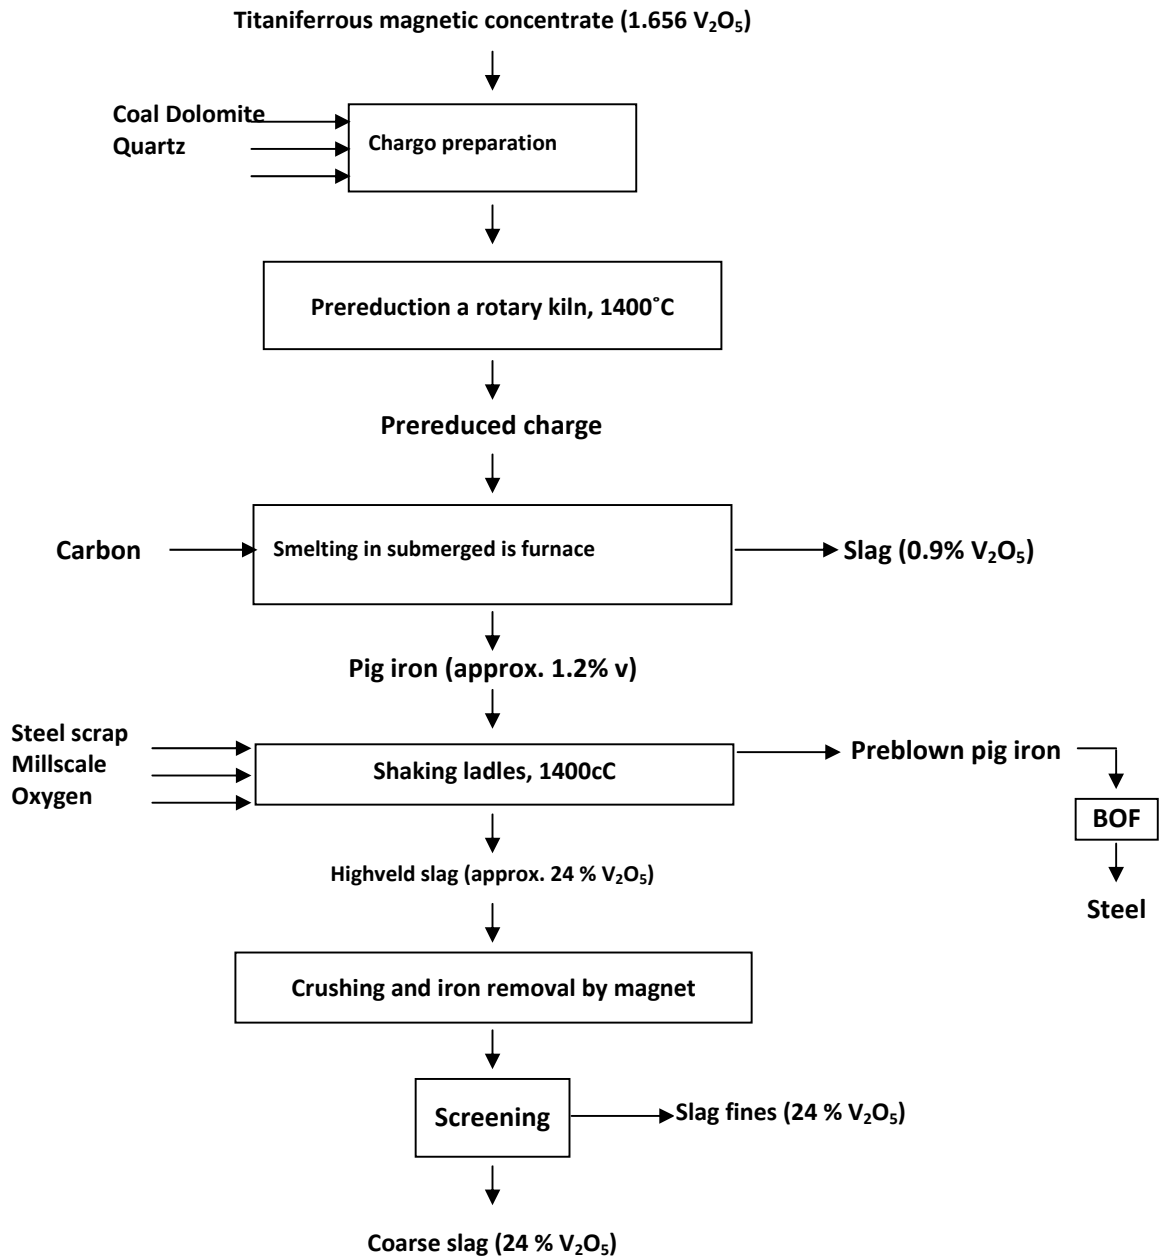 Titaniferrous magnetic concentrate (1.656 V₂O₅)
Coal Dolomite
Quartz
Chargo preparation
Prereduction a rotary kiln, 1400˚C
Prereduced charge
Carbon
Smelting in submerged is furnace
Slag (0.9% V₂O₅)
Pig iron (approx. 1.2% v)
Steel scrap
Millscale
Oxygen
Shaking ladles, 1400cC
Preblown pig iron
BOF
Steel
Highveld slag (approx. 24 % V₂O₅)
Crushing and iron removal by magnet
Screening
Slag fines (24 % V₂O₅)
Coarse slag (24 % V₂O₅)